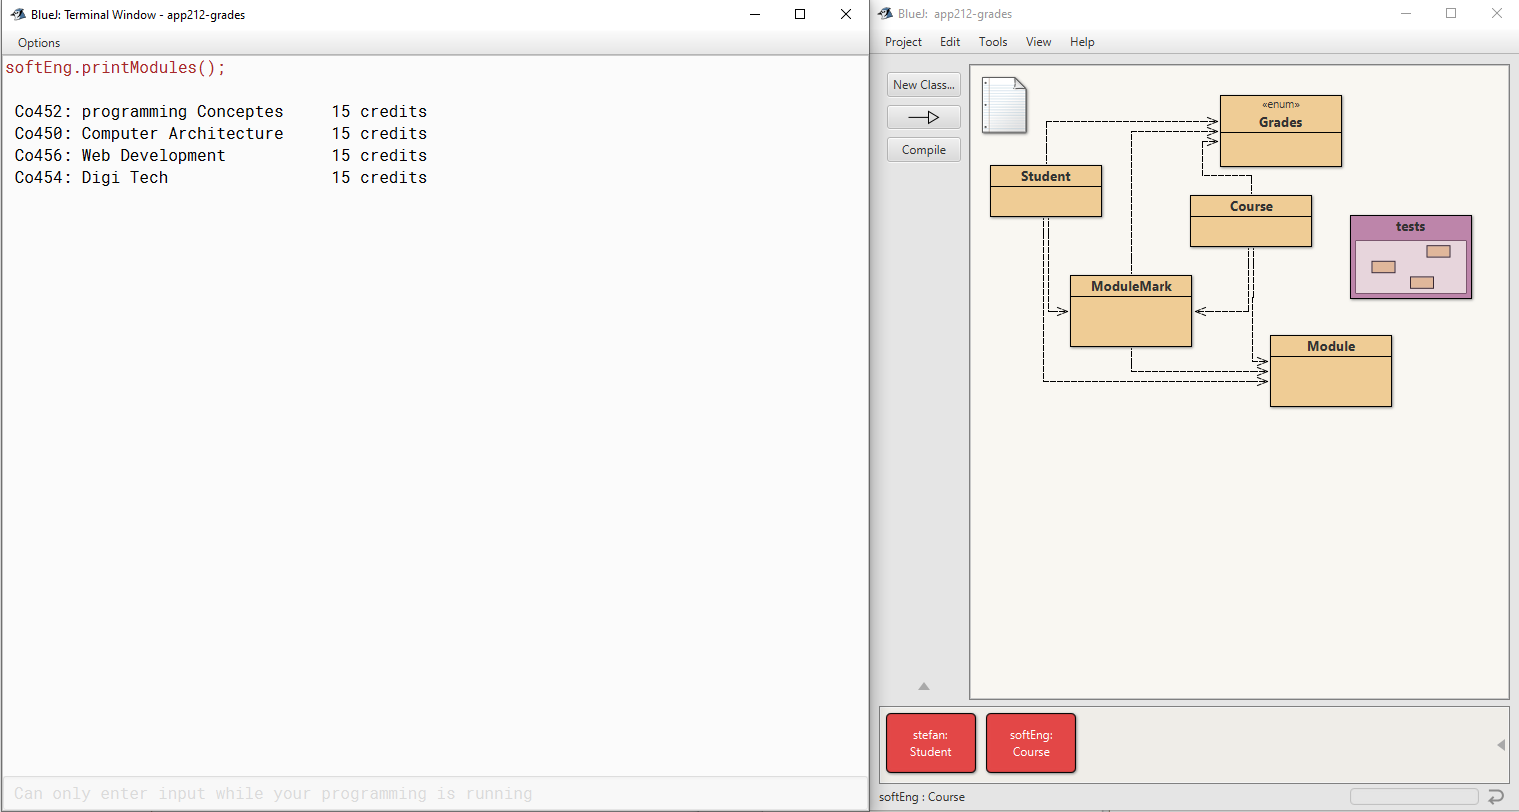 BlueJ: Terminal Window - app212-grades
Options
softEng.printModules();
Co452: programming Conceptes     15 credits
Co450: Computer Architecture     15 credits
Co456: Web Development           15 credits
Co454: Digi Tech                 15 credits
Can only enter input while your programming is running
BlueJ:  app212-grades
Project Edit Tools View Help
New Class...
Compile
«enum»
Grades
Student
Course
tests
ModuleMark
Module
stefan:
Student
softEng:
Course
softEng : Course